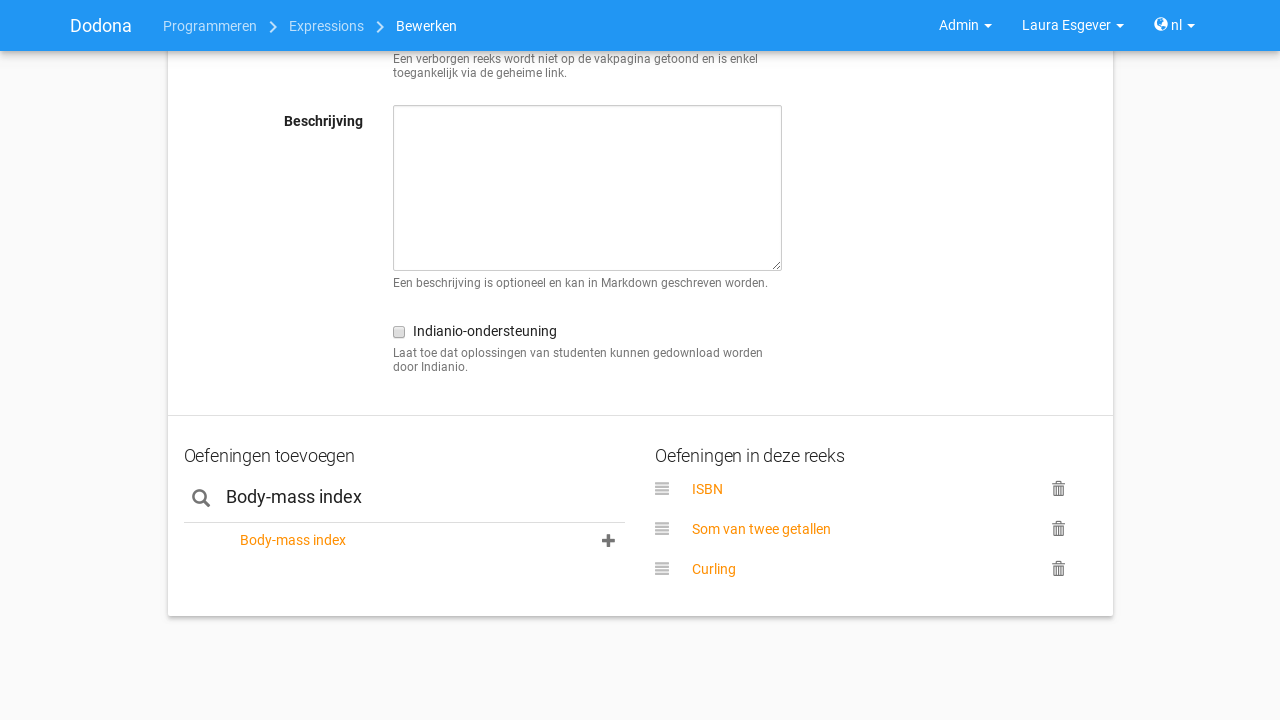 Dodona Programmeren Expressions Bewerken Admin Laura Esgever nl
Een verborgen reeks wordt niet op de vakpagina getoond en is enkel
toegankelijk via de geheime link.
Beschrijving
Een beschrijving is optioneel en kan in Markdown geschreven worden.
Indianio-ondersteuning
Laat toe dat oplossingen van studenten kunnen gedownload worden
door Indianio.
Oefeningen toevoegen
Body-mass index
Body-mass index
Oefeningen in deze reeks
ISBN
Som van twee getallen
Curling